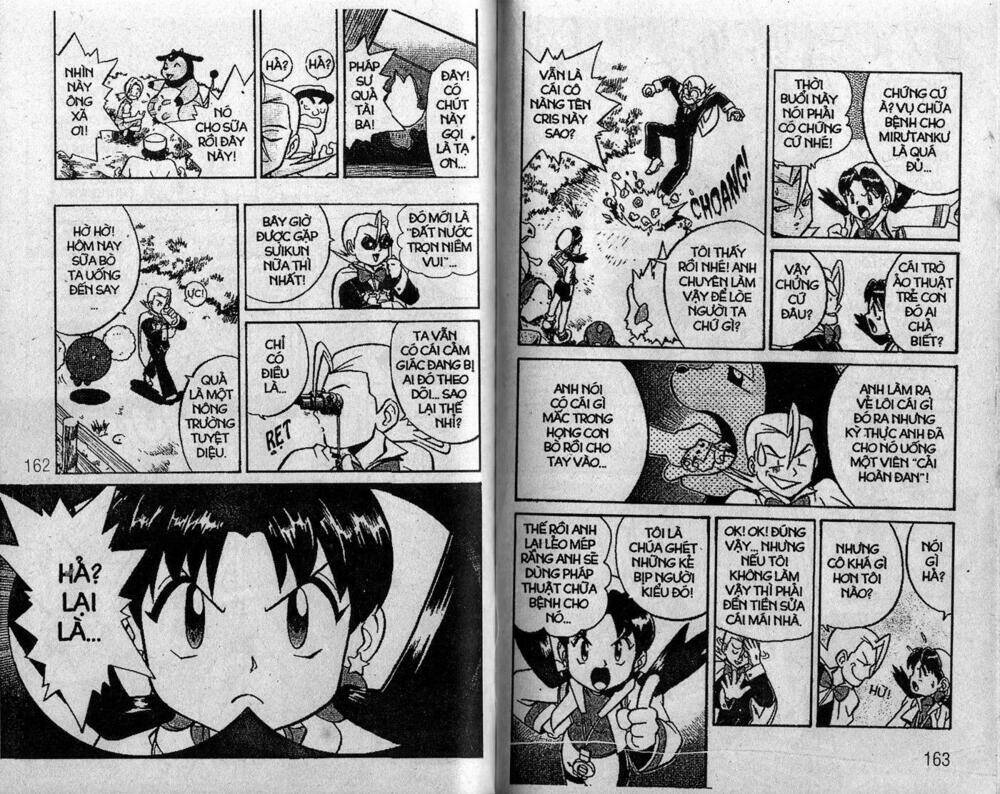 NHÌN
NÀY
ÔNG
XÃ
ƠI!
NÓ
CHO SỮA
RỒI ĐÂY
NÀY!
HẢ?
HẢ?
PHÁP
SƯ
QUẢ
TÀI
BA!
ĐÂY!
CÓ
CHÚT
NÀY
GỌI
LÀ TẠ
ƠN...
HỜ HỜ!
HÔM NAY
SỮA BÒ
TA UỐNG
ĐẾN SAY
...
ỰC!
QUẢ
LÀ MỘT
NÔNG
TRƯỜNG
TUYỆT
DIỆU.
BÂY GIỜ
ĐƯỢC GẶP
SUIKUN
NỮA THÌ
NHẤT!
ĐÓ MỚI LÀ
"ĐẤT NƯỚC
TRỌN NIỀM
VUI"...
CHỈ
CÓ
ĐIỀU
LÀ...
RẸT
TA VẪN
CÓ CÁI CẢM
GIÁC ĐANG BỊ
AI ĐÓ THEO
DÕI... SAO
LẠI THẾ
NHỈ?
162
HẢ?
LẠI
LÀ...
VẪN LÀ
CÁI CÔ
NÀNG TÊN
CRIS NÀY
SAO?
CHOANG!
TÔI THẤY
RỒI NHÉ! ANH
CHUYÊN LÀM
VẬY ĐỂ LÒE
NGƯỜI TA
CHỨ GÌ?
THỜI
BUỔI NÀY
NÓI PHẢI
CÓ CHỨNG
CỨ NHÉ!
CHỨNG CỨ
À? VỤ CHỮA
BỆNH CHO
MIRUTANKU
LÀ QUÁ
ĐỦ...
VẬY
CHỨNG
CỨ
ĐÂU?
CÁI TRÒ
ẢO THUẬT
TRẺ CON
ĐÓ AI
CHẢ
BIẾT?
ANH NÓI
CÓ CÁI GÌ
MẮC TRONG
HỌNG CON
BÒ RỒI CHO
TAY VÀO...
ANH LÀM RA
VẺ LÔI CÁI GÌ
ĐÓ RA NHƯNG
KỲ THỰC ANH ĐÃ
CHO NÓ UỐNG
MỘT VIÊN "CẢI
HOÀN ĐAN"!
THẾ RỒI ANH
LẠI LẺO MÉP
RẰNG ANH SẼ
DÙNG PHÁP
THUẬT CHỮA
BỆNH CHO
NÓ...
TÔI LÀ
CHÚA GHÉT
NHỮNG KẺ
BỊP NGƯỜI
KIỂU ĐÓ!
OK! OK! ĐÚNG
VẬY... NHƯNG
NẾU TÔI
KHÔNG LÀM
VẬY THÌ PHẢI
ĐỀN TIỀN SỬA
CÁI MÁI NHÀ.
NHƯNG
CÓ KHÁ GÌ
HƠN TÔI
NÀO?
HỪ!
NÓI
GÌ
HẢ?
163